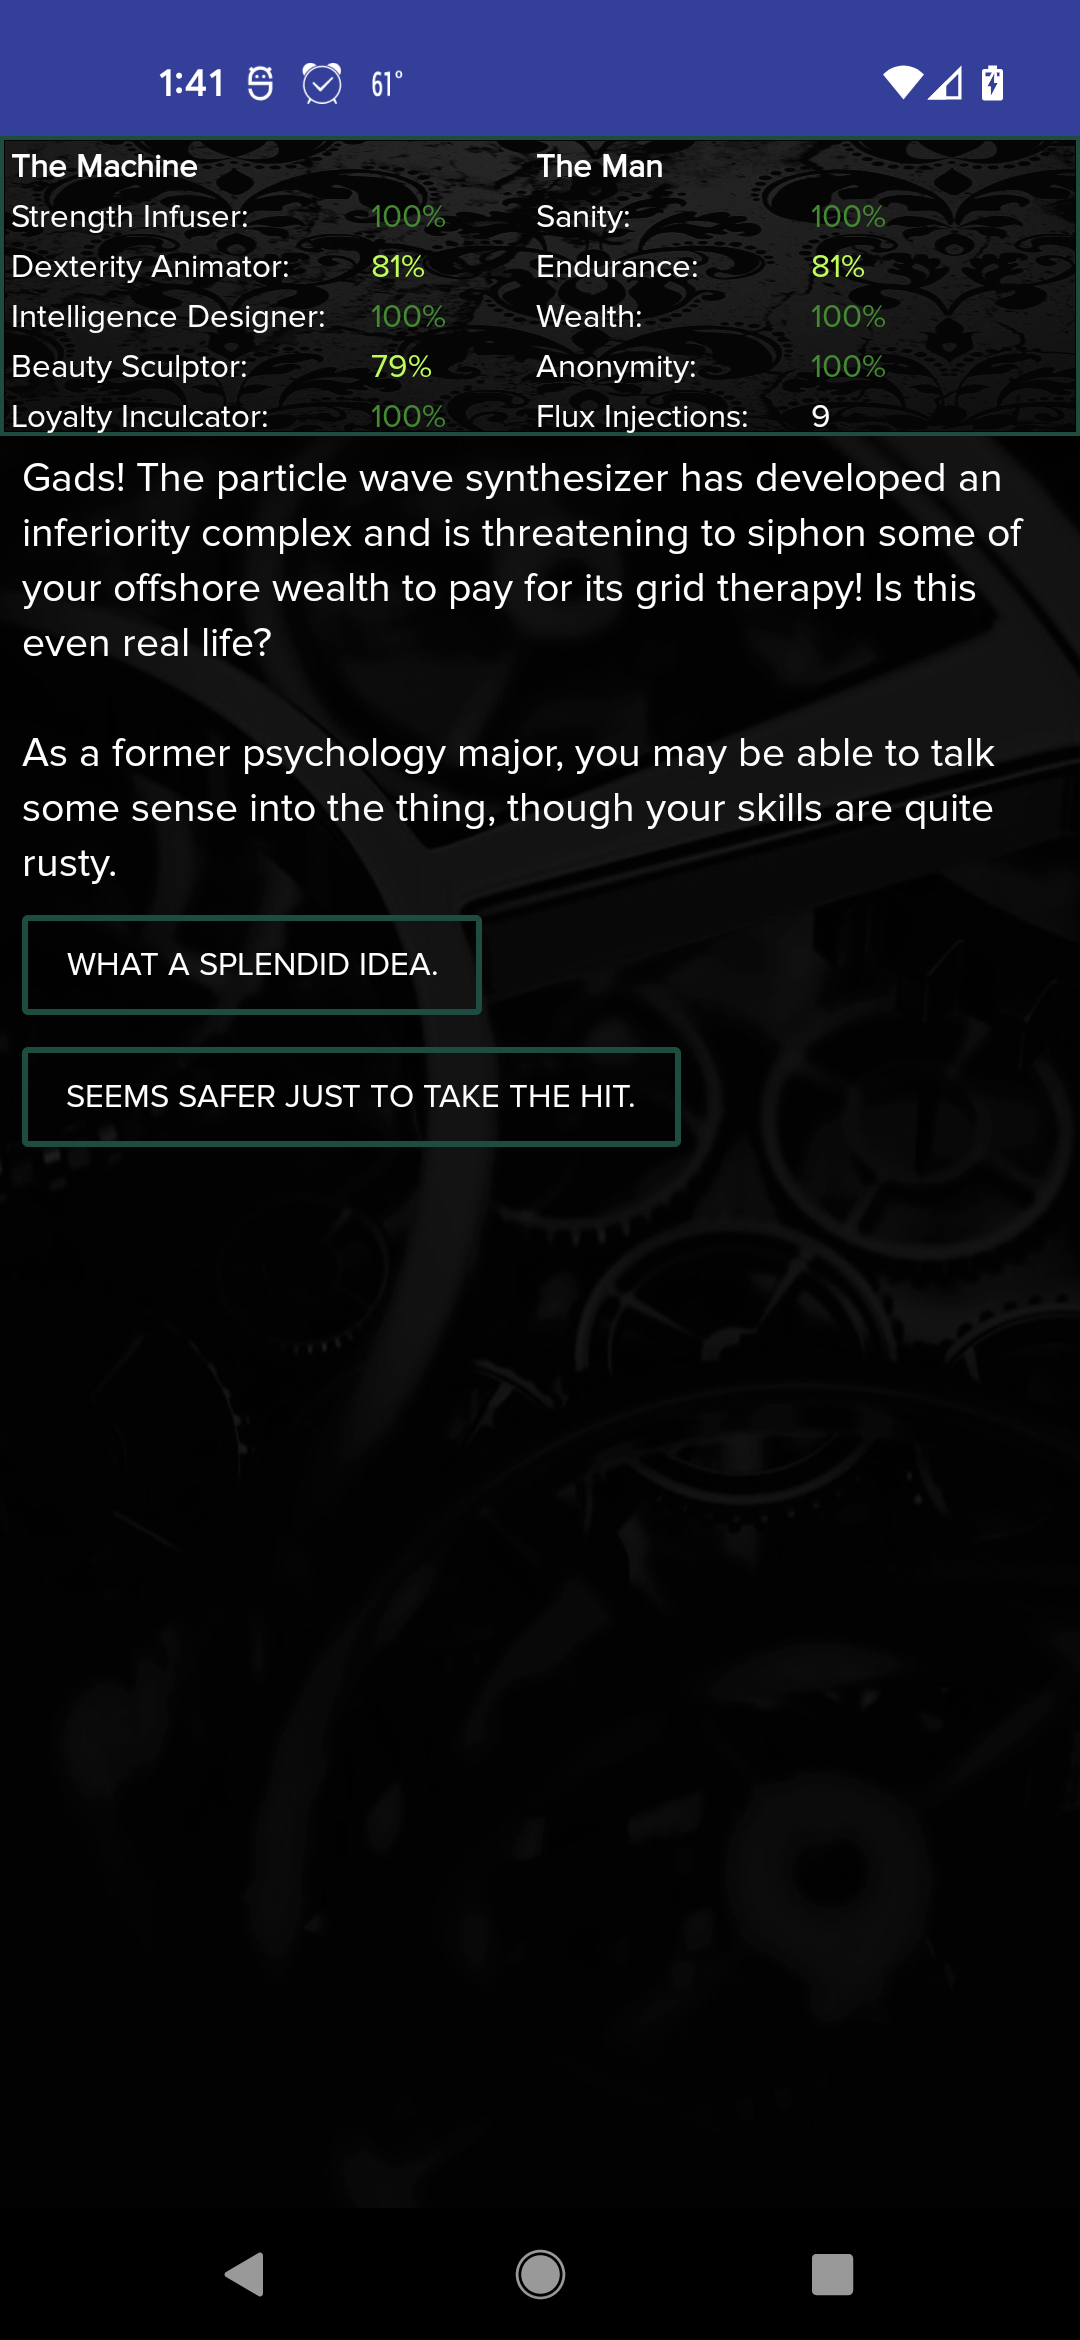 1:41 61°
The Machine The Man
Strength Infuser: 100% Sanity: 100%
Dexterity Animator: 81% Endurance: 81%
Intelligence Designer: 100% Wealth: 100%
Beauty Sculptor: 79% Anonymity: 100%
Loyalty Inculcator: 100% Flux Injections: 9
Gads! The particle wave synthesizer has developed an
inferiority complex and is threatening to siphon some of
your offshore wealth to pay for its grid therapy! Is this
even real life?
As a former psychology major, you may be able to talk
some sense into the thing, though your skills are quite
rusty.
WHAT A SPLENDID IDEA.
SEEMS SAFER JUST TO TAKE THE HIT.